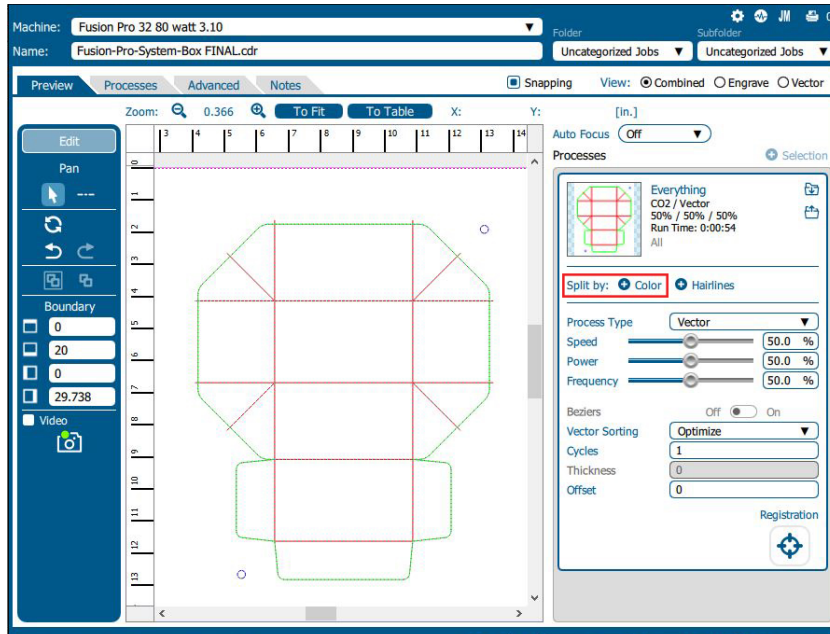 Machine: Fusion Pro 32 80 watt 3.10 JM
Folder Subfolder
Name: Fusion-Pro-System-Box FINAL.cdr Uncategorized Jobs Uncategorized Jobs
Preview Processes Advanced Notes Snapping View: Combined Engrave Vector
Zoom: 0.366 To Fit To Table X: Y: [in.]
Edit
Pan
Boundary
0
20
0
29.738
Video
3 4 5 6 7 8 9 10 11 12 13 14
0
1
2
3
4
5
6
7
8
9
10
11
12
13
Auto Focus Off
Processes Selection
Everything
CO2 / Vector
50% / 50% / 50%
Run Time: 0:00:54
All
Split by: Color Hairlines
Process Type Vector
Speed 50.0 %
Power 50.0 %
Frequency 50.0 %
Beziers Off On
Vector Sorting Optimize
Cycles 1
Thickness 0
Offset 0
Registration